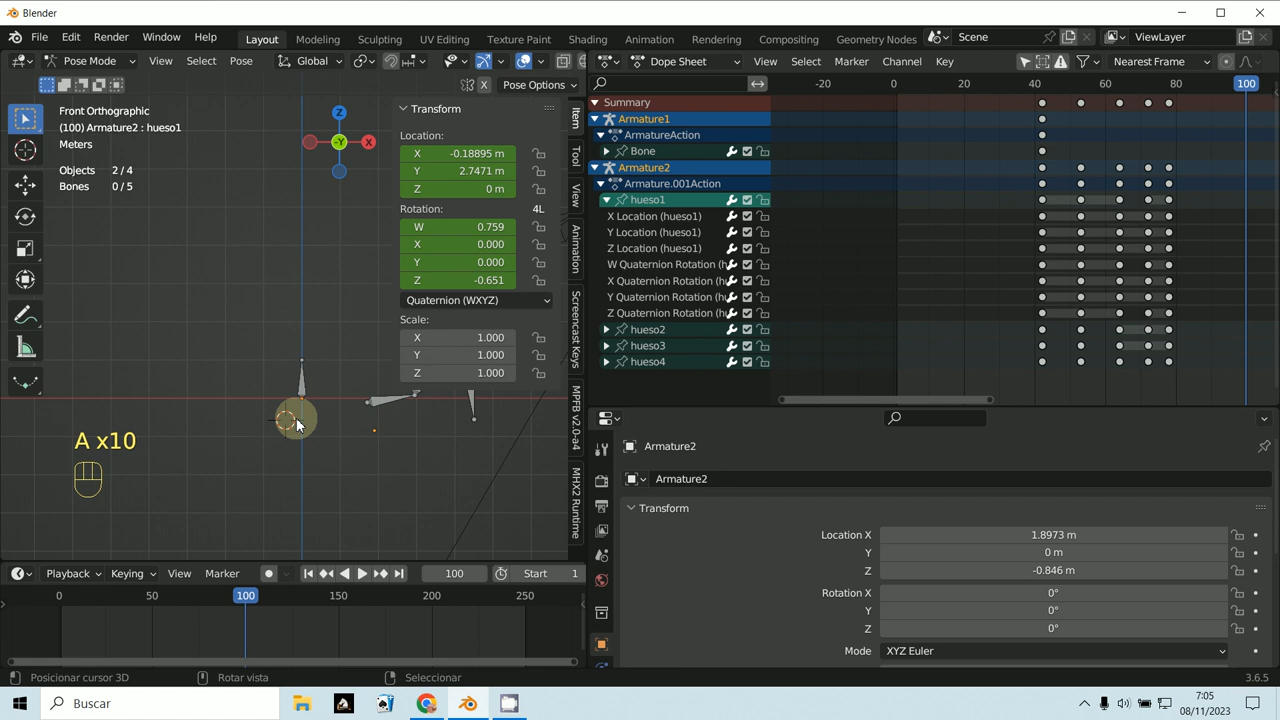 Blender
File Edit Render Window Help
Layout Modeling Sculpting UV Editing Texture Paint Shading Animation Rendering Compositing Geometry Nodes
Scene
ViewLayer
Pose Mode View Select Pose Global
X Pose Options
Front Orthographic
(100) Armature2 : hueso1
Meters
Objects 2/4
Bones 0/5
Z
X
-Y
Transform
Location:
X -0.18895 m
Y 2.7471 m
Z 0 m
Rotation: 4L
W 0.759
X 0.000
Y 0.000
Z -0.651
Quaternion (WXYZ)
Scale:
X 1.000
Y 1.000
Z 1.000
Item
Tool
View
Animation
Screencast Keys
MPFB v2.0-a4
MHX2 Runtime
A x10
Dope Sheet View Select Marker Channel Key Nearest Frame
-20 0 20 40 60 80 100
Summary
Armature1
ArmatureAction
Bone
Armature2
Armature.001Action
hueso1
X Location (hueso1)
Y Location (hueso1)
Z Location (hueso1)
W Quaternion Rotation (h
X Quaternion Rotation (hu
Y Quaternion Rotation (hu
Z Quaternion Rotation (hu
hueso2
hueso3
hueso4
Armature2
Armature2
Transform
Location X 1.8973 m
Y 0 m
Z -0.846 m
Rotation X 0°
Y 0°
Z 0°
Mode XYZ Euler
Playback Keying View Marker 100 Start 1
0 50 100 150 200 250
Posicionar cursor 3D Rotar vista Seleccionar 3.6.5
Buscar
7:05
08/11/2023